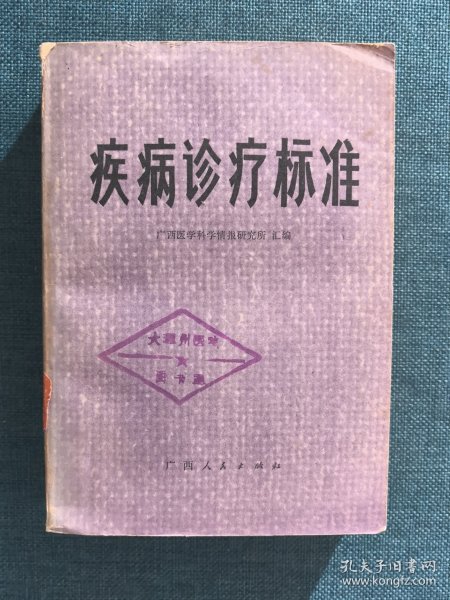 疾病诊疗标准
广西医学科学情报研究所 汇编
大 州医
广西人民出版社
孔夫子旧书网
www.kongfz.com